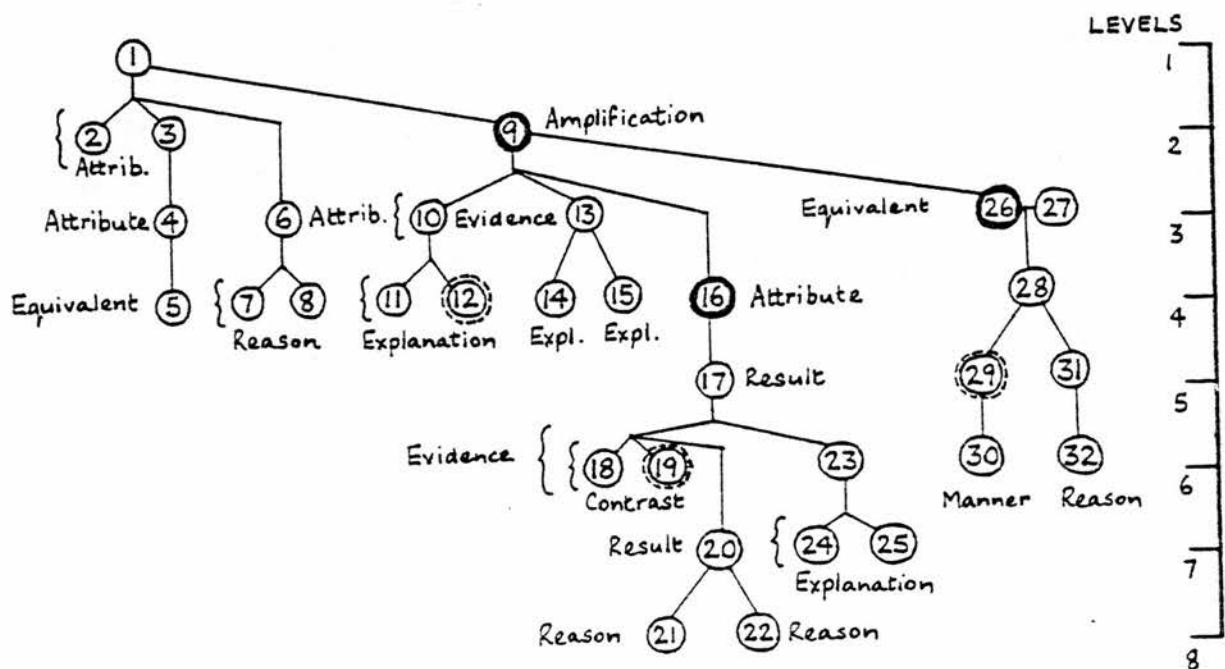 LEVELS
1
1
9 Amplification
2
2 3
Attrib.
Attribute 4 6 Attrib. { 10 Evidence 13 Equivalent 26 27
3
Equivalent 5 7 8 11 12 14 15 16 Attribute 28
4
Reason Explanation Expl. Expl.
17 Result 29 31
5
Evidence 18 19 23 30 32
Contrast Manner Reason
6
Result 20 24 25
Explanation
7
Reason 21 22 Reason
8